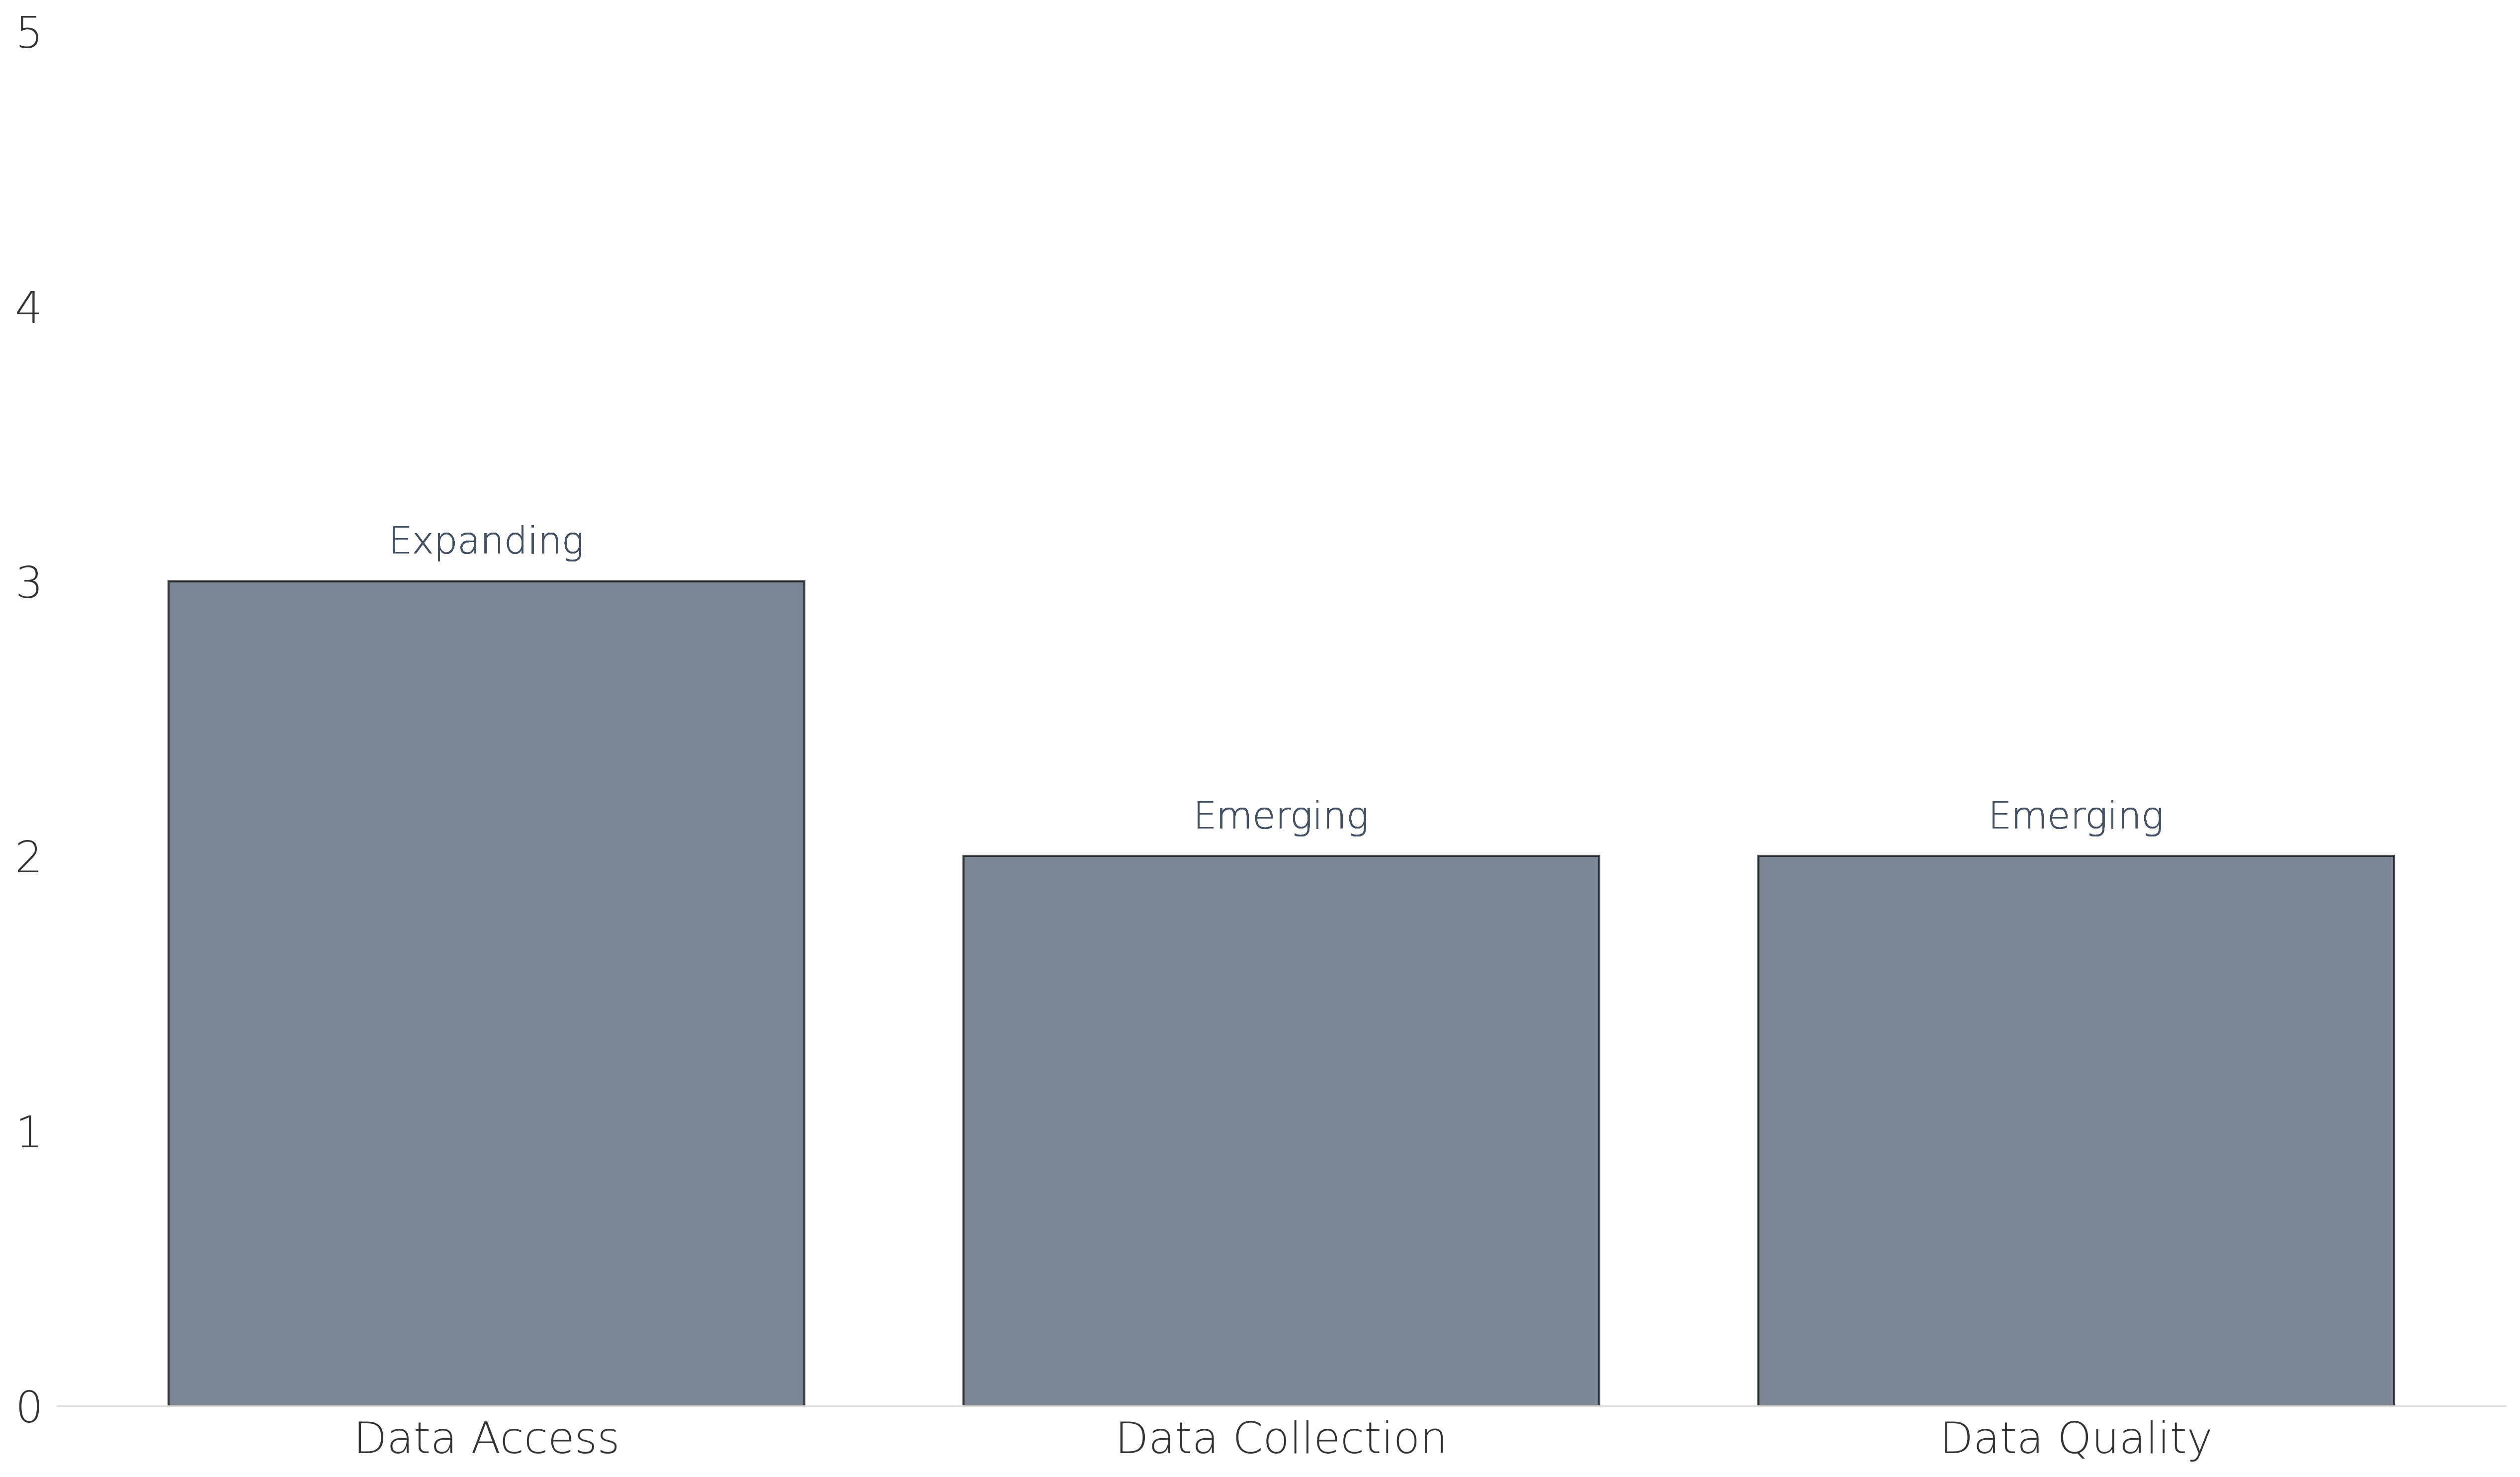 5
4
Expanding
3
Emerging Emerging
2
1
0
Data Access Data Collection Data Quality